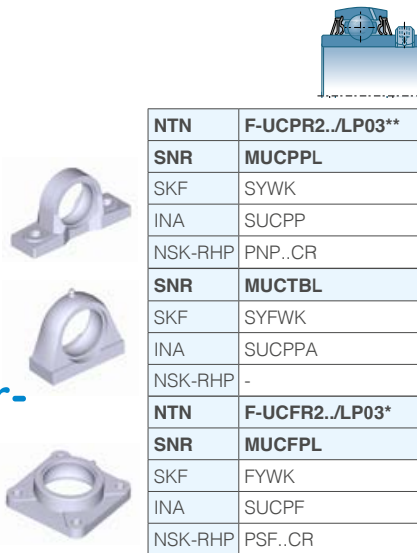 NTN F-UCPR2../LP03**
SNR MUCPPL
SKF SYWK
INA SUCPP
NSK-RHP PNP..CR
SNR MUCTBL
SKF SYFWK
INA SUCPPA
NSK-RHP -
r-
NTN F-UCFR2../LP03*
SNR MUCFPL
SKF FYWK
INA SUCPF
NSK-RHP PSF..CR